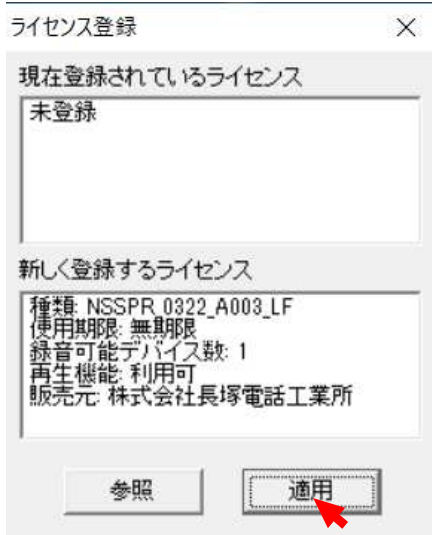 ライセンス登録
現在登録されているライセンス
未登録
新しく登録するライセンス
種類: NSSPR_0322_A003_LF
使用期限: 無期限
録音可能デバイス数: 1
再生機能: 利用可
販売元: 株式会社長塚電話工業所
参照
適用